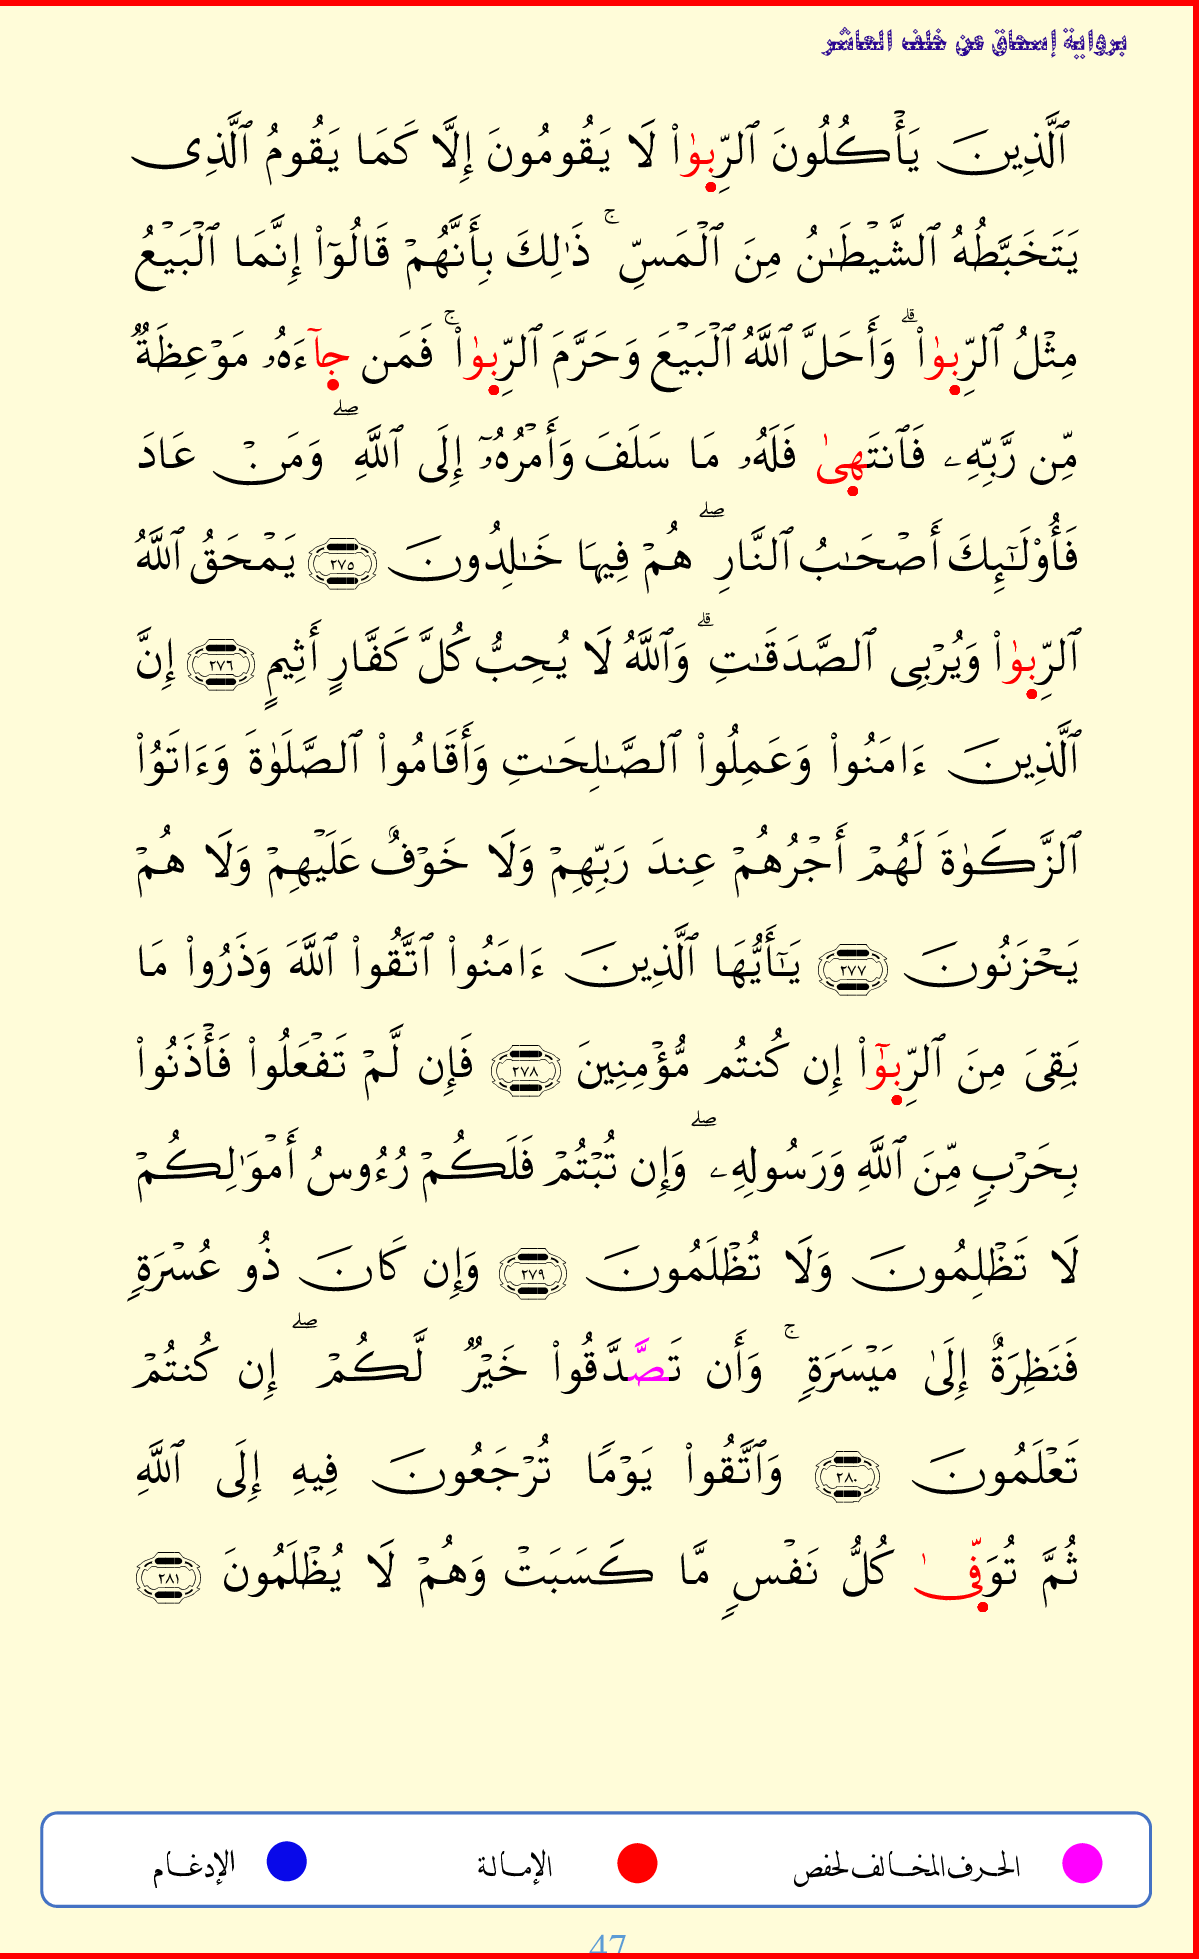 برواية إسحاق عن خلف العاشر
ٱلَّذِينَ يَأۡكُلُونَ ٱلرِّبَوٰاْ لَا يَقُومُونَ إِلَّا كَمَا يَقُومُ ٱلَّذِى
يَتَخَبَّطُهُ ٱلشَّيۡطَـٰنُ مِنَ ٱلۡمَسِّۚ ذَٰلِكَ بِأَنَّهُمۡ قَالُوٓاْ إِنَّمَا ٱلۡبَيۡعُ
مِثۡلُ ٱلرِّبَوٰاْۗ وَأَحَلَّ ٱللَّهُ ٱلۡبَيۡعَ وَحَرَّمَ ٱلرِّبَوٰاْۚ فَمَن جَآءَهُۥ مَوۡعِظَةٌ
مِّن رَّبِّهِۦ فَٱنتَهِىٰ فَلَهُۥ مَا سَلَفَ وَأَمۡرُهُۥٓ إِلَى ٱللَّهِۖ وَمَنۡ عَادَ
فَأُوْلَـٰٓئِكَ أَصۡحَـٰبُ ٱلنَّارِۖ هُمۡ فِيهَا خَـٰلِدُونَ ٢٧٥ يَمۡحَقُ ٱللَّهُ
ٱلرِّبَوٰاْ وَيُرۡبِى ٱلصَّدَقَـٰتِۗ وَٱللَّهُ لَا يُحِبُّ كُلَّ كَفَّارٍ أَثِيمٍ ٢٧٦ إِنَّ
ٱلَّذِينَ ءَامَنُواْ وَعَمِلُواْ ٱلصَّـٰلِحَـٰتِ وَأَقَامُواْ ٱلصَّلَوٰةَ وَءَاتَوُاْ
ٱلزَّكَوٰةَ لَهُمۡ أَجۡرُهُمۡ عِندَ رَبِّهِمۡ وَلَا خَوۡفٌ عَلَيۡهِمۡ وَلَا هُمۡ
يَحۡزَنُونَ ٢٧٧ يَـٰٓأَيُّهَا ٱلَّذِينَ ءَامَنُواْ ٱتَّقُواْ ٱللَّهَ وَذَرُواْ مَا
بَقِىَ مِنَ ٱلرِّبَوٰٓاْ إِن كُنتُم مُّؤۡمِنِينَ ٢٧٨ فَإِن لَّمۡ تَفۡعَلُواْ فَأۡذَنُواْ
بِحَرۡبٍ مِّنَ ٱللَّهِ وَرَسُولِهِۦۖ وَإِن تُبۡتُمۡ فَلَكُمۡ رُءُوسُ أَمۡوَٰلِكُمۡ
لَا تَظۡلِمُونَ وَلَا تُظۡلَمُونَ ٢٧٩ وَإِن كَانَ ذُو عُسۡرَةٍ
فَنَظِرَةٌ إِلَىٰ مَيۡسَرَةٍۚ وَأَن تَصَّدَّقُواْ خَيۡرٌ لَّكُمۡۖ إِن كُنتُمۡ
تَعۡلَمُونَ ٢٨٠ وَٱتَّقُواْ يَوۡمًا تُرۡجَعُونَ فِيهِ إِلَى ٱللَّهِ
ثُمَّ تُوَفِّىٰ كُلُّ نَفۡسٍ مَّا كَسَبَتۡ وَهُمۡ لَا يُظۡلَمُونَ ٢٨١
الحرف المخالف لحفص الإمالة الإدغام
47